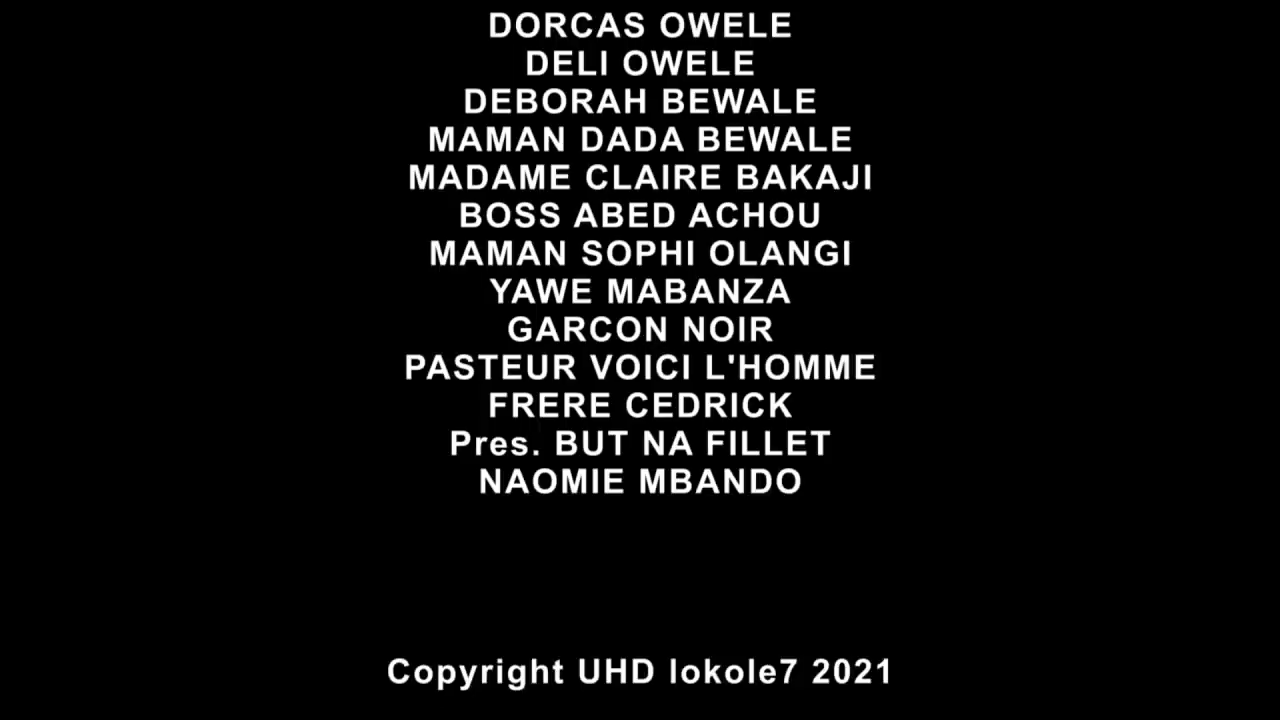 DORCAS OWELE
DELI OWELE
DEBORAH BEWALE
MAMAN DADA BEWALE
MADAME CLAIRE BAKAJI
BOSS ABED ACHOU
MAMAN SOPHI OLANGI
YAWE MABANZA
GARCON NOIR
PASTEUR VOICI L'HOMME
FRERE CEDRICK
Pres. BUT NA FILLET
NAOMIE MBANDO
Copyright UHD lokole7 2021